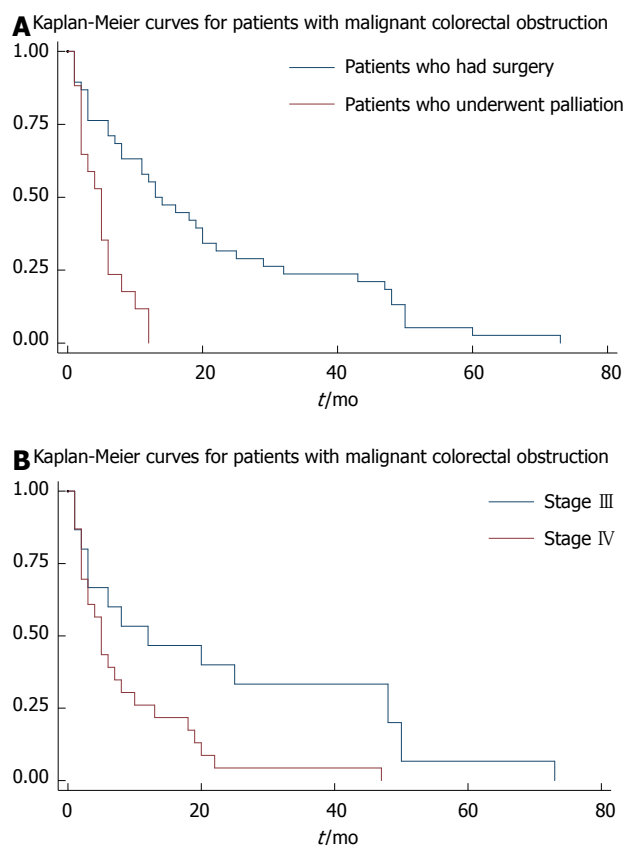 A Kaplan-Meier curves for patients with malignant colorectal obstruction
1.00
0.75
0.50
0.25
0.00
Patients who had surgery
Patients who underwent palliation
0 20 40 60 80
t/mo
B Kaplan-Meier curves for patients with malignant colorectal obstruction
1.00
0.75
0.50
0.25
0.00
Stage Ⅲ
Stage Ⅳ
0 20 40 60 80
t/mo